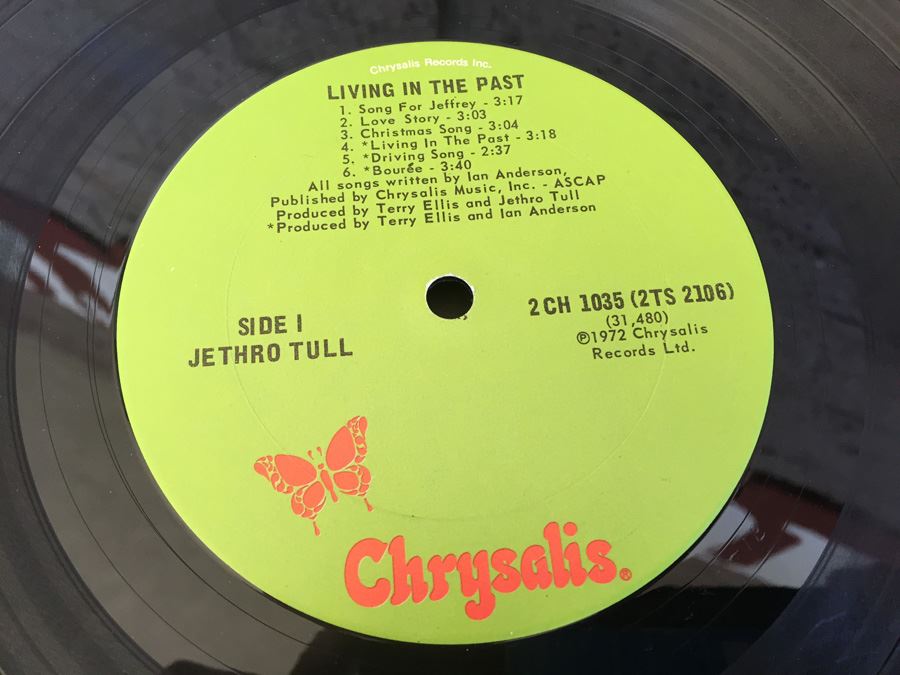 Chrysalis Records Inc.
LIVING IN THE PAST
1. Song For Jeffrey - 3:17
2. Love Story - 3:03
3. Christmas Song - 3:04
4. *Living In The Past - 3:18
5. *Driving Song - 2:37
6. *Bourée - 3:40
All songs written by Ian Anderson,
Published by Chrysalis Music, Inc. - ASCAP
Produced by Terry Ellis and Jethro Tull
*Produced by Terry Ellis and Ian Anderson
SIDE I
JETHRO TULL
2 CH 1035 (2TS 2106)
(31,480)
℗1972 Chrysalis
Records Ltd.
Chrysalis®